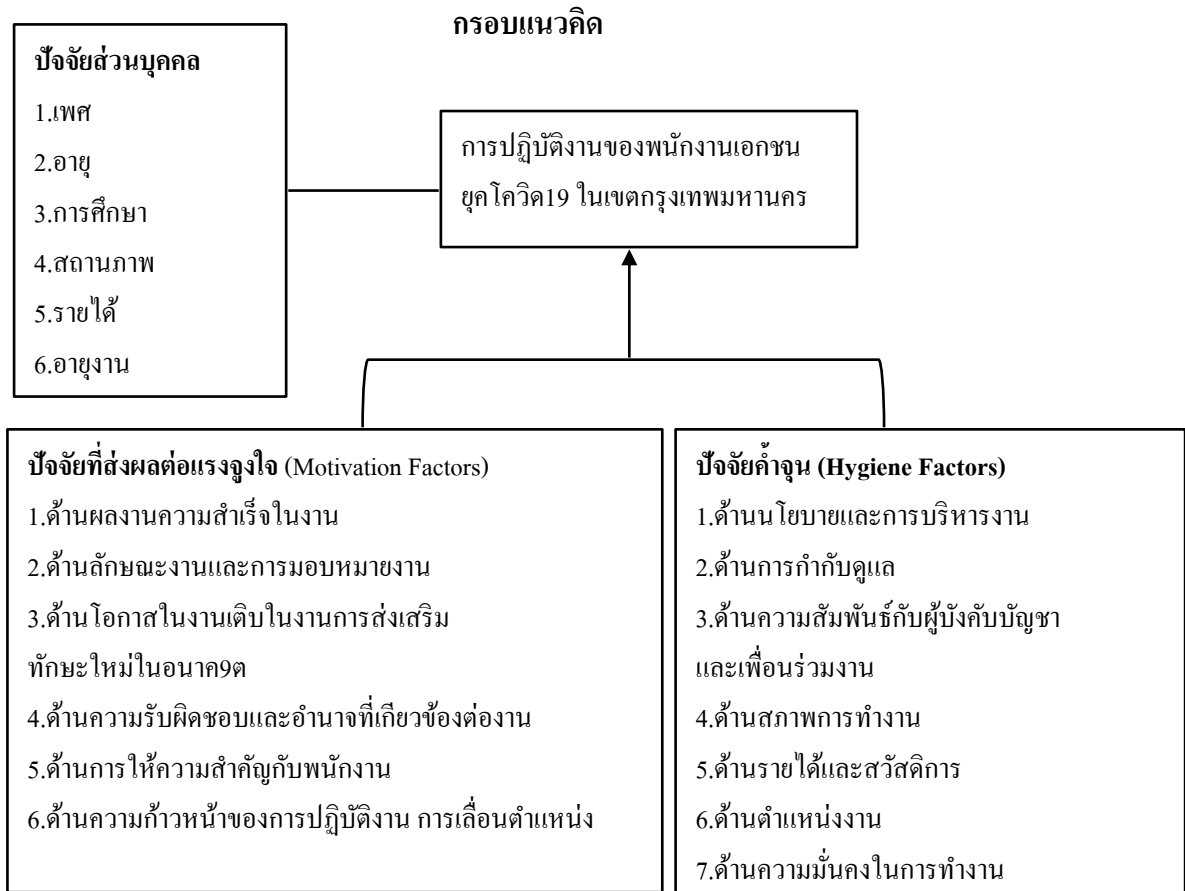 กรอบแนวคิด
ปัจจัยส่วนบุคคล
1.เพศ
2.อายุ
3.การศึกษา
4.สถานภาพ
5.รายได้
6.อายุงาน
การปฏิบัติงานของพนักงานเอกชน
ยุคโควิด19 ในเขตกรุงเทพมหานคร
ปัจจัยที่ส่งผลต่อแรงจูงใจ (Motivation Factors)
1.ด้านผลงานความสำเร็จในงาน
2.ด้านลักษณะงานและการมอบหมายงาน
3.ด้านโอกาสในงานเติบในงานการส่งเสริม
ทักษะใหม่ในอนาค9ต
4.ด้านความรับผิดชอบและอำนาจที่เกียวข้องต่องาน
5.ด้านการให้ความสำคัญกับพนักงาน
6.ด้านความก้าวหน้าของการปฏิบัติงาน การเลื่อนตำแหน่ง
ปัจจัยค้ำจุน (Hygiene Factors)
1.ด้านนโยบายและการบริหารงาน
2.ด้านการกำกับดูแล
3.ด้านความสัมพันธ์กับผู้บังคับบัญชา
และเพื่อนร่วมงาน
4.ด้านสภาพการทำงาน
5.ด้านรายได้และสวัสดิการ
6.ด้านตำแหน่งงาน
7.ด้านความมั่นคงในการทำงาน